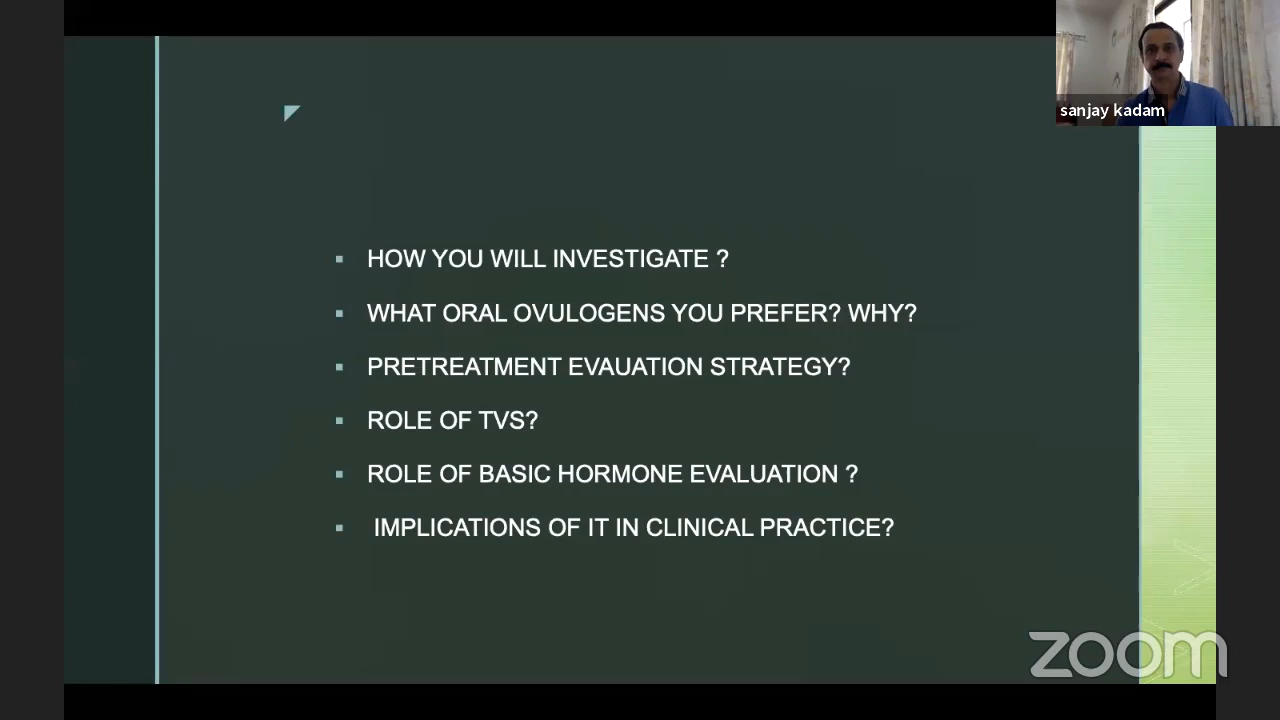 sanjay kadam
HOW YOU WILL INVESTIGATE ?
WHAT ORAL OVULOGENS YOU PREFER? WHY?
PRETREATMENT EVAUATION STRATEGY?
ROLE OF TVS?
ROLE OF BASIC HORMONE EVALUATION ?
IMPLICATIONS OF IT IN CLINICAL PRACTICE?
zoom